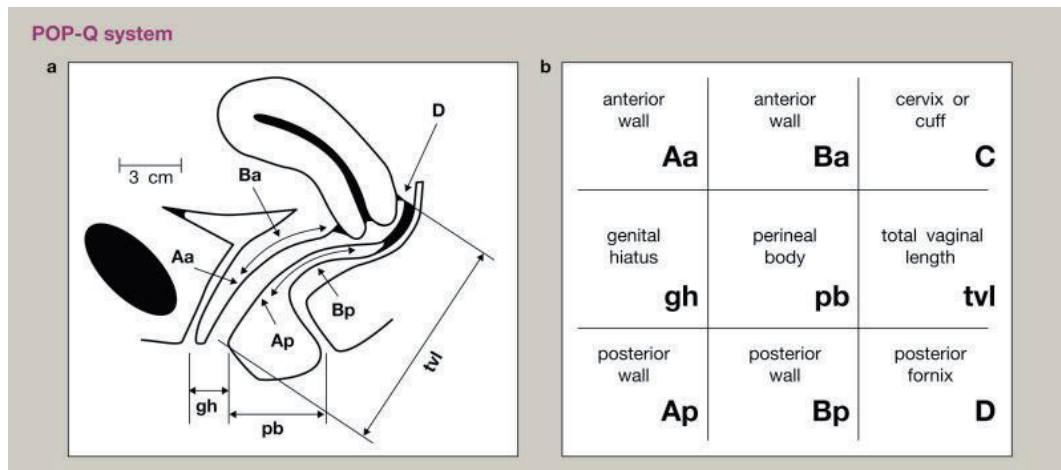 POP-Q system
a
D
3 cm
Ba
Aa
Ap
Bp
tvl
gh
pb
b
anterior
wall
Aa
anterior
wall
Ba
cervix or
cuff
C
genital
hiatus
gh
perineal
body
pb
total vaginal
length
tvl
posterior
wall
Ap
posterior
wall
Bp
posterior
fornix
D